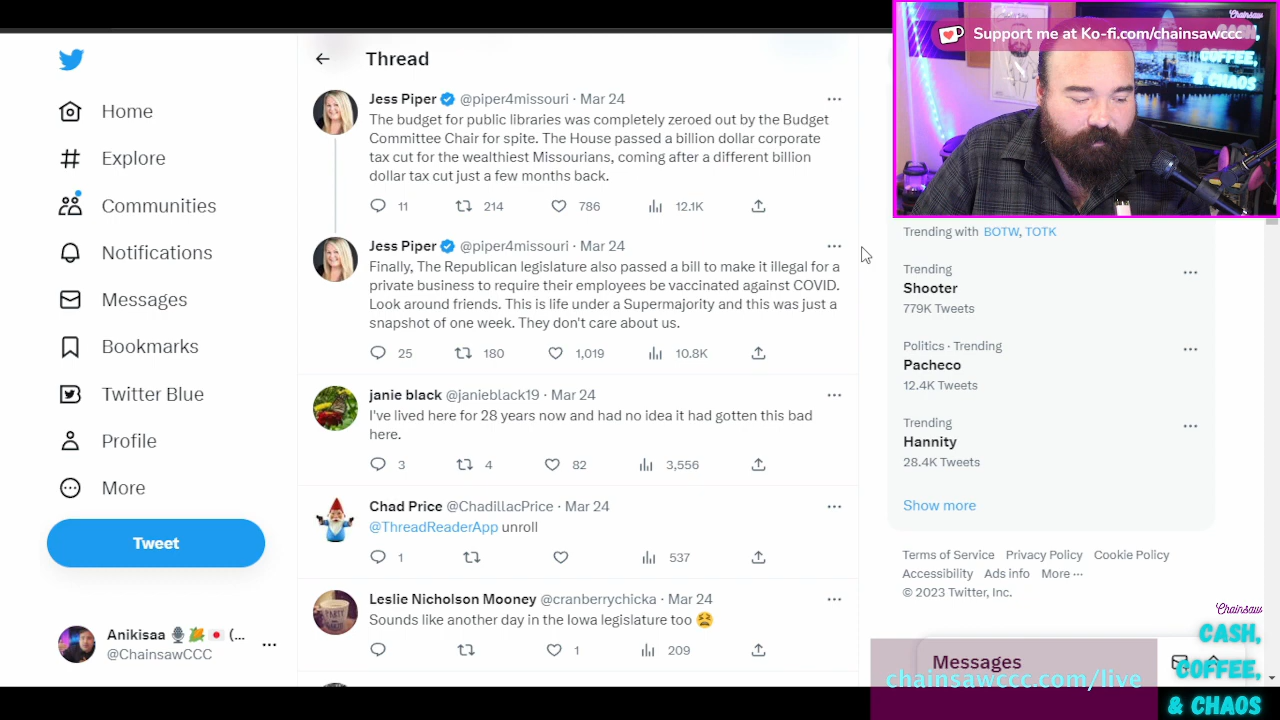 Home
Explore
Communities
Notifications
Messages
Bookmarks
Twitter Blue
Profile
More
Tweet
Anikisaa (...
@ChainsawCCC
Thread
Jess Piper @piper4missouri · Mar 24
The budget for public libraries was completely zeroed out by the Budget
Committee Chair for spite. The House passed a billion dollar corporate
tax cut for the wealthiest Missourians, coming after a different billion
dollar tax cut just a few months back.
11 214 786 12.1K
Jess Piper @piper4missouri · Mar 24
Finally, The Republican legislature also passed a bill to make it illegal for a
private business to require their employees be vaccinated against COVID.
Look around friends. This is life under a Supermajority and this was just a
snapshot of one week. They don't care about us.
25 180 1,019 10.8K
janie black @janieblack19 · Mar 24
I've lived here for 28 years now and had no idea it had gotten this bad
here.
3 4 82 3,556
Chad Price @ChadillacPrice · Mar 24
@ThreadReaderApp unroll
1 537
Leslie Nicholson Mooney @cranberrychicka · Mar 24
Sounds like another day in the Iowa legislature too 😫
1 209
Chainsaw
Support me at Ko-fi.com/chainsawccc
CASH,
COFFEE,
& CHAOS
Trending with BOTW, TOTK
Trending
Shooter
779K Tweets
Politics · Trending
Pacheco
12.4K Tweets
Trending
Hannity
28.4K Tweets
Show more
Terms of Service Privacy Policy Cookie Policy
Accessibility Ads info More ···
© 2023 Twitter, Inc.
Messages
chainsawccc.com/live
Chainsaw
CASH,
COFFEE,
& CHAOS